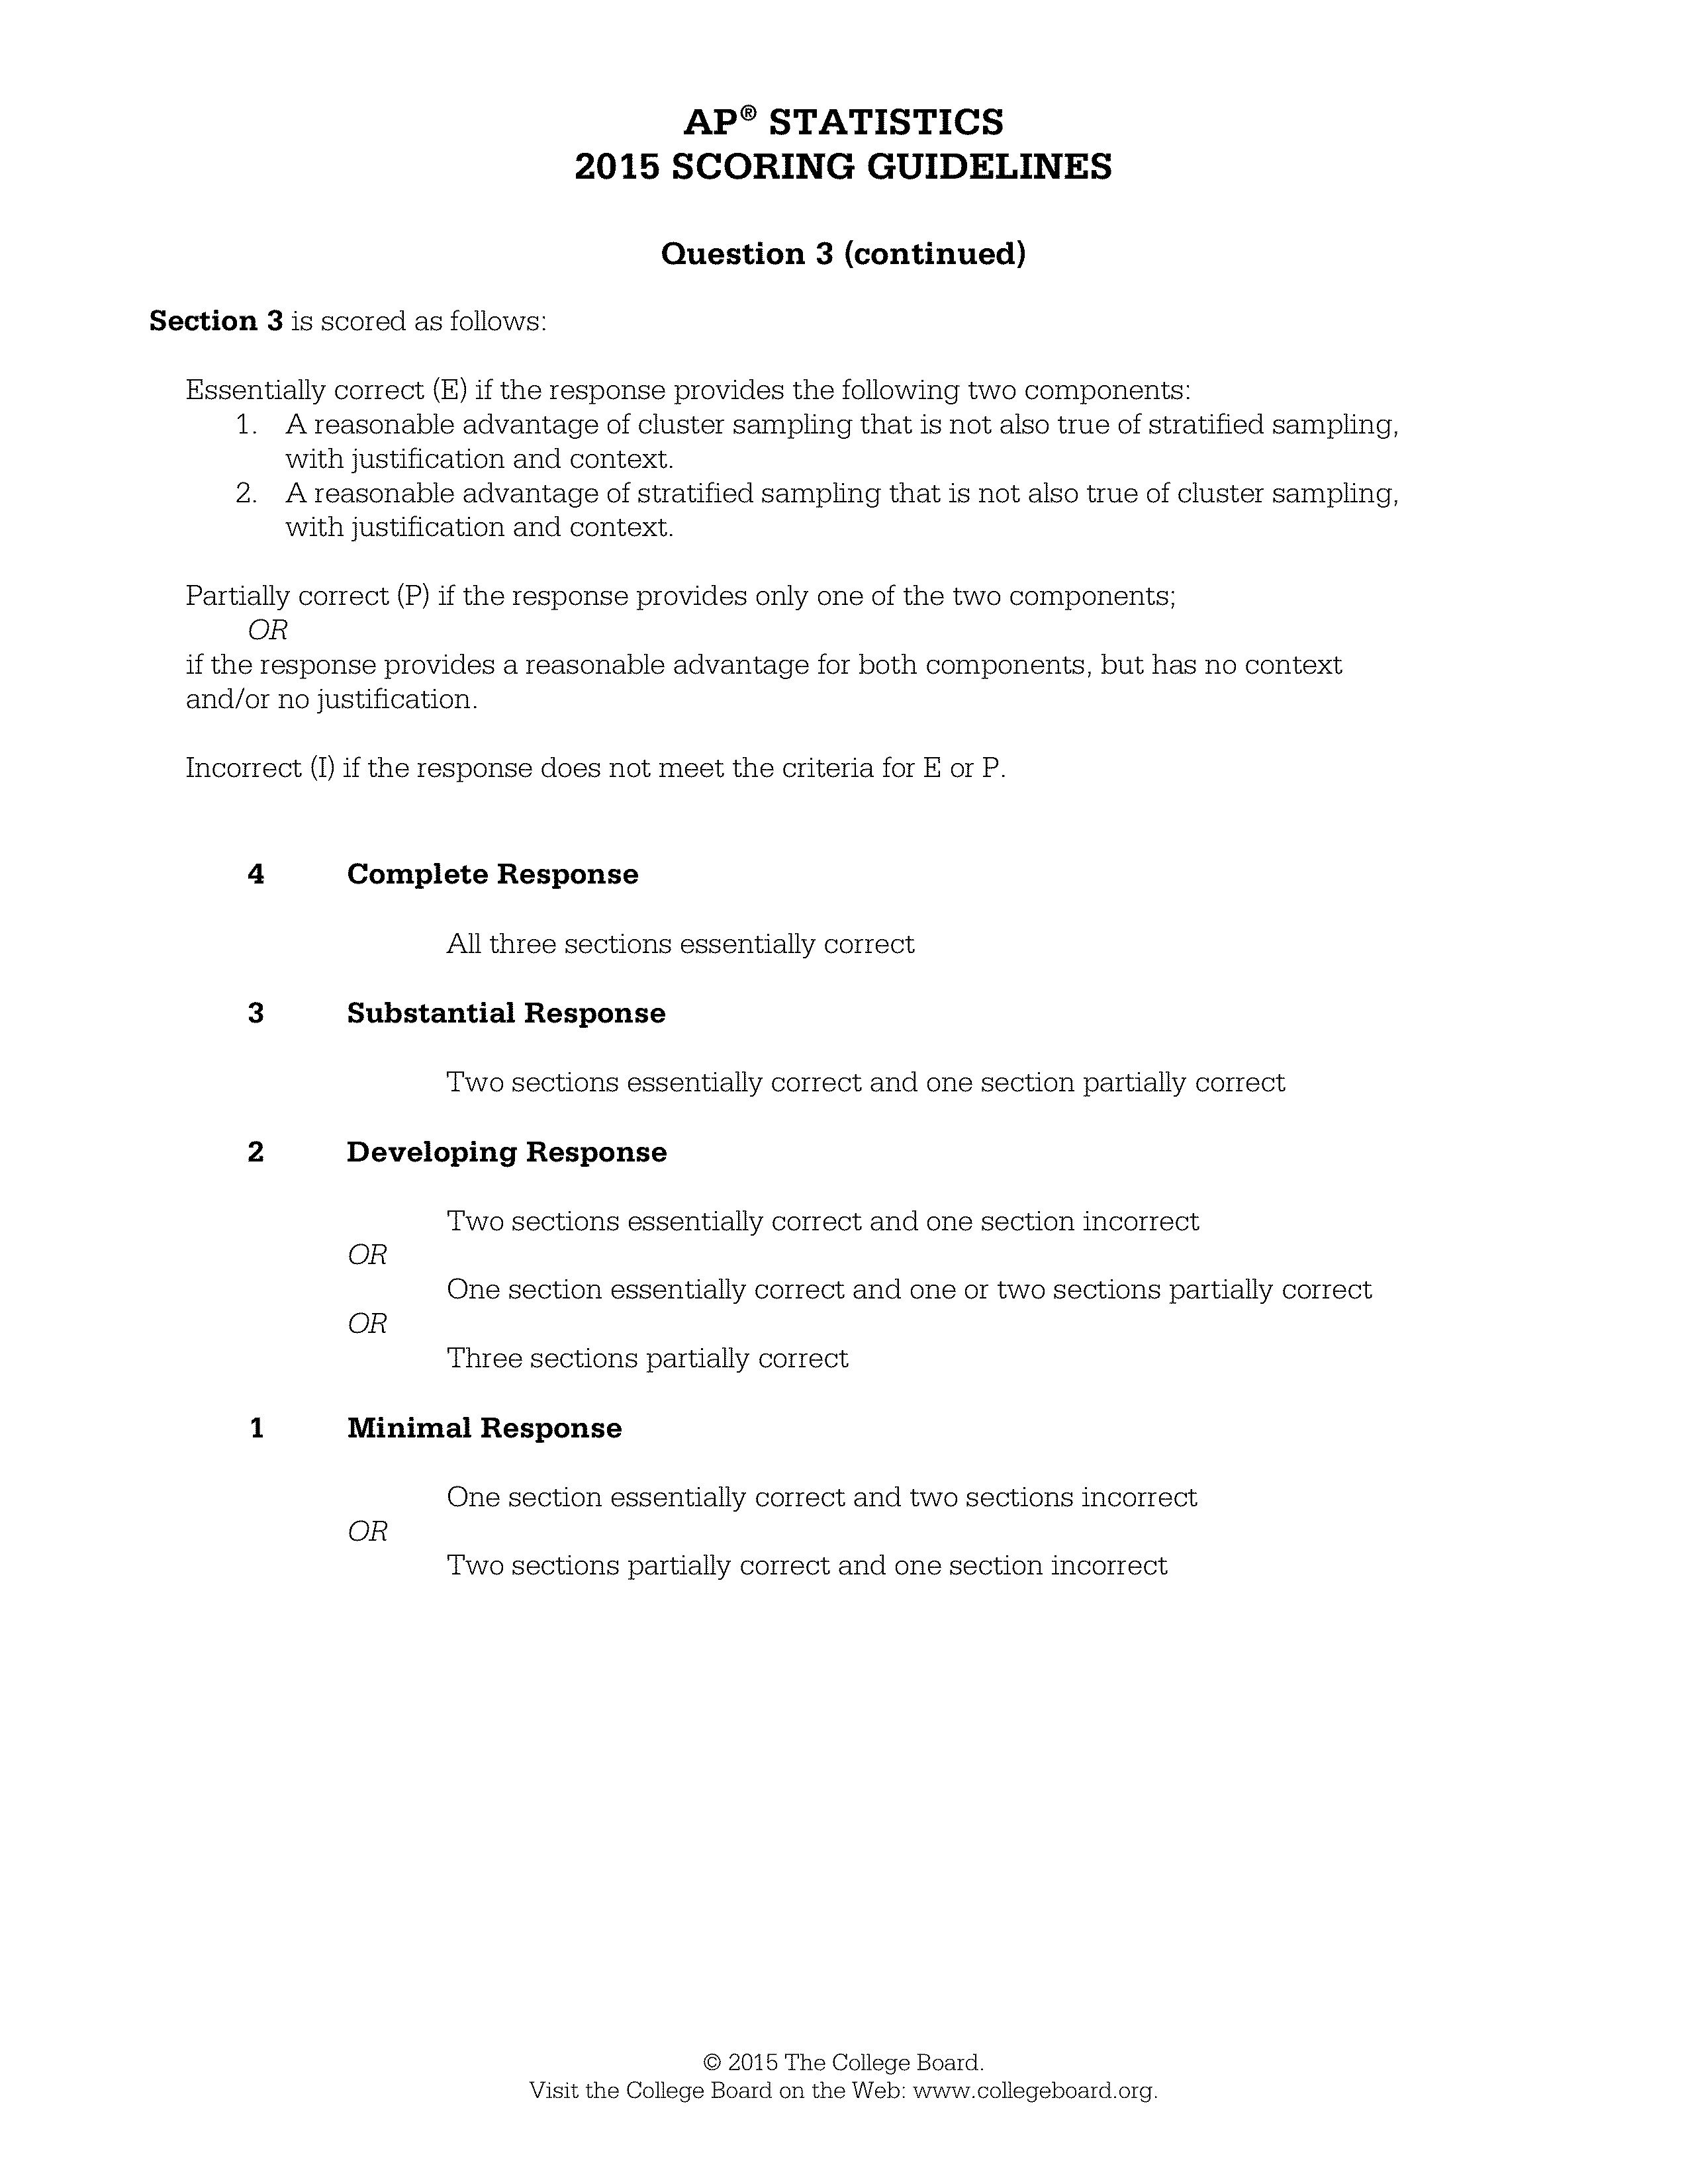 AP® STATISTICS
2015 SCORING GUIDELINES
Question 3 (continued)
Section 3 is scored as follows:
Essentially correct (E) if the response provides the following two components:
1. A reasonable advantage of cluster sampling that is not also true of stratified sampling,
with justification and context.
2. A reasonable advantage of stratified sampling that is not also true of cluster sampling,
with justification and context.
Partially correct (P) if the response provides only one of the two components;
OR
if the response provides a reasonable advantage for both components, but has no context
and/or no justification.
Incorrect (I) if the response does not meet the criteria for E or P.
4 Complete Response
All three sections essentially correct
3 Substantial Response
Two sections essentially correct and one section partially correct
2 Developing Response
Two sections essentially correct and one section incorrect
OR
One section essentially correct and one or two sections partially correct
OR
Three sections partially correct
1 Minimal Response
One section essentially correct and two sections incorrect
OR
Two sections partially correct and one section incorrect
© 2015 The College Board.
Visit the College Board on the Web: www.collegeboard.org.